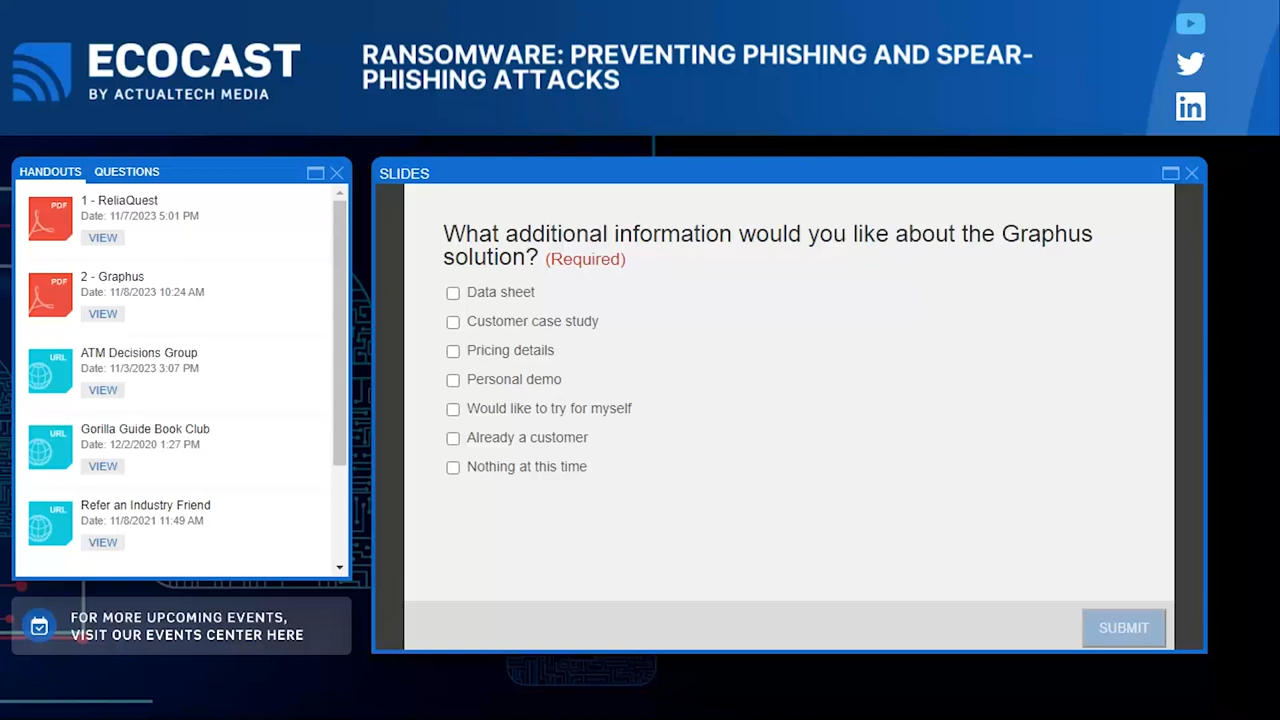 ECOCAST
BY ACTUALTECH MEDIA
RANSOMWARE: PREVENTING PHISHING AND SPEAR-
PHISHING ATTACKS
in
HANDOUTS QUESTIONS
PDF
1 - ReliaQuest
Date: 11/7/2023 5:01 PM
VIEW
PDF
2 - Graphus
Date: 11/8/2023 10:24 AM
VIEW
URL
ATM Decisions Group
Date: 11/3/2023 3:07 PM
VIEW
URL
Gorilla Guide Book Club
Date: 12/2/2020 1:27 PM
VIEW
URL
Refer an Industry Friend
Date: 11/8/2021 11:49 AM
VIEW
FOR MORE UPCOMING EVENTS,
VISIT OUR EVENTS CENTER HERE
SLIDES
What additional information would you like about the Graphus
solution? (Required)
Data sheet
Customer case study
Pricing details
Personal demo
Would like to try for myself
Already a customer
Nothing at this time
SUBMIT